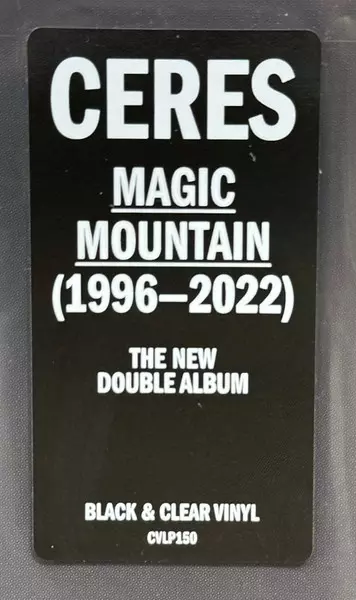 CERES
MAGIC
MOUNTAIN
(1996–2022)
THE NEW
DOUBLE ALBUM
BLACK & CLEAR VINYL
CVLP150